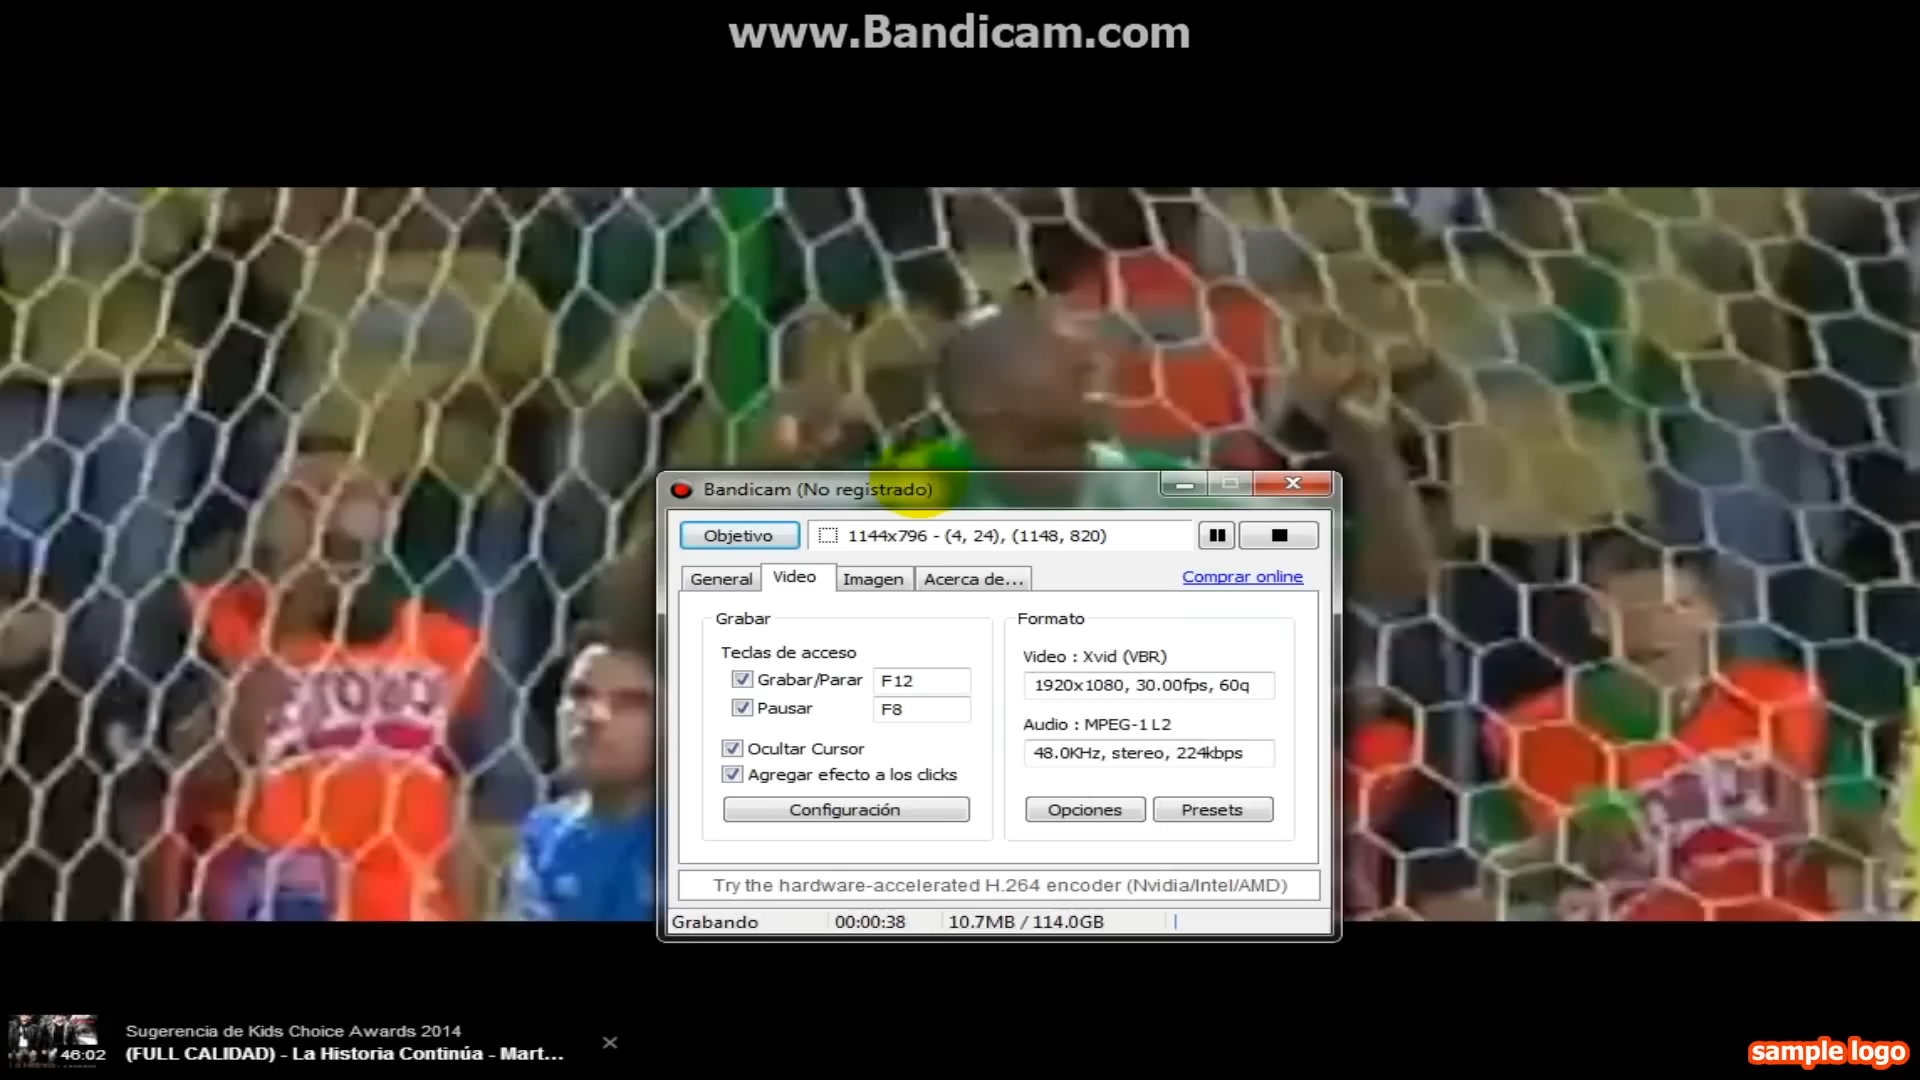 www.Bandicam.com
Bandicam (No registrado)
Objetivo
1144x796 - (4, 24), (1148, 820)
General
Video
Imagen
Acerca de...
Comprar online
Grabar
Teclas de acceso
Grabar/Parar
F12
Pausar
F8
Ocultar Cursor
Agregar efecto a los clicks
Configuración
Formato
Video : Xvid (VBR)
1920x1080, 30.00fps, 60q
Audio : MPEG-1 L2
48.0KHz, stereo, 224kbps
Opciones
Presets
Try the hardware-accelerated H.264 encoder (Nvidia/Intel/AMD)
Grabando
00:00:38
10.7MB / 114.0GB
46:02
Sugerencia de Kids Choice Awards 2014
(FULL CALIDAD) - La Historia Continúa - Mart...
sample logo